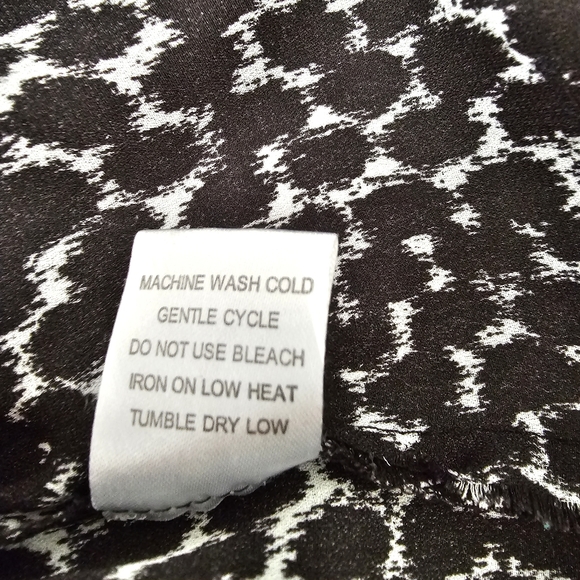 MACHINE WASH COLD
GENTLE CYCLE
DO NOT USE BLEACH
IRON ON LOW HEAT
TUMBLE DRY LOW